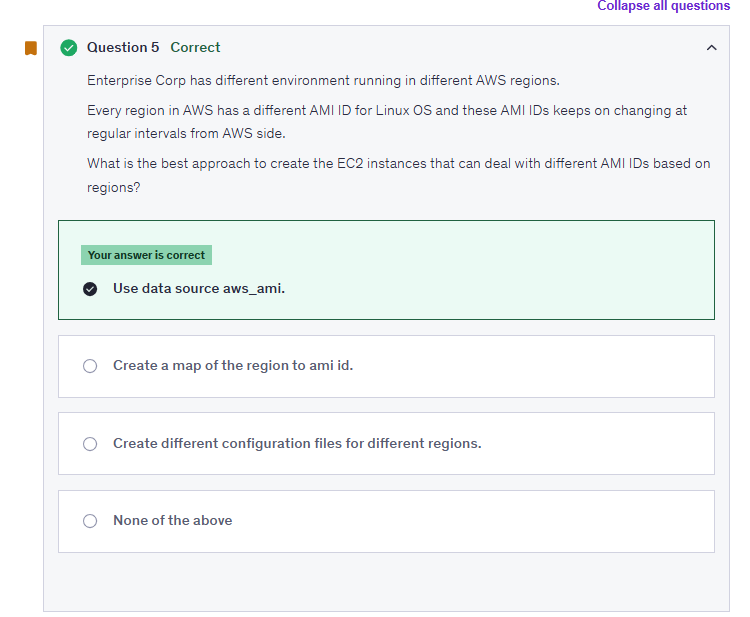 Collapse all questions
Question 5 Correct
Enterprise Corp has different environment running in different AWS regions.
Every region in AWS has a different AMI ID for Linux OS and these AMI IDs keeps on changing at
regular intervals from AWS side.
What is the best approach to create the EC2 instances that can deal with different AMI IDs based on
regions?
Your answer is correct
Use data source aws_ami.
Create a map of the region to ami id.
Create different configuration files for different regions.
None of the above